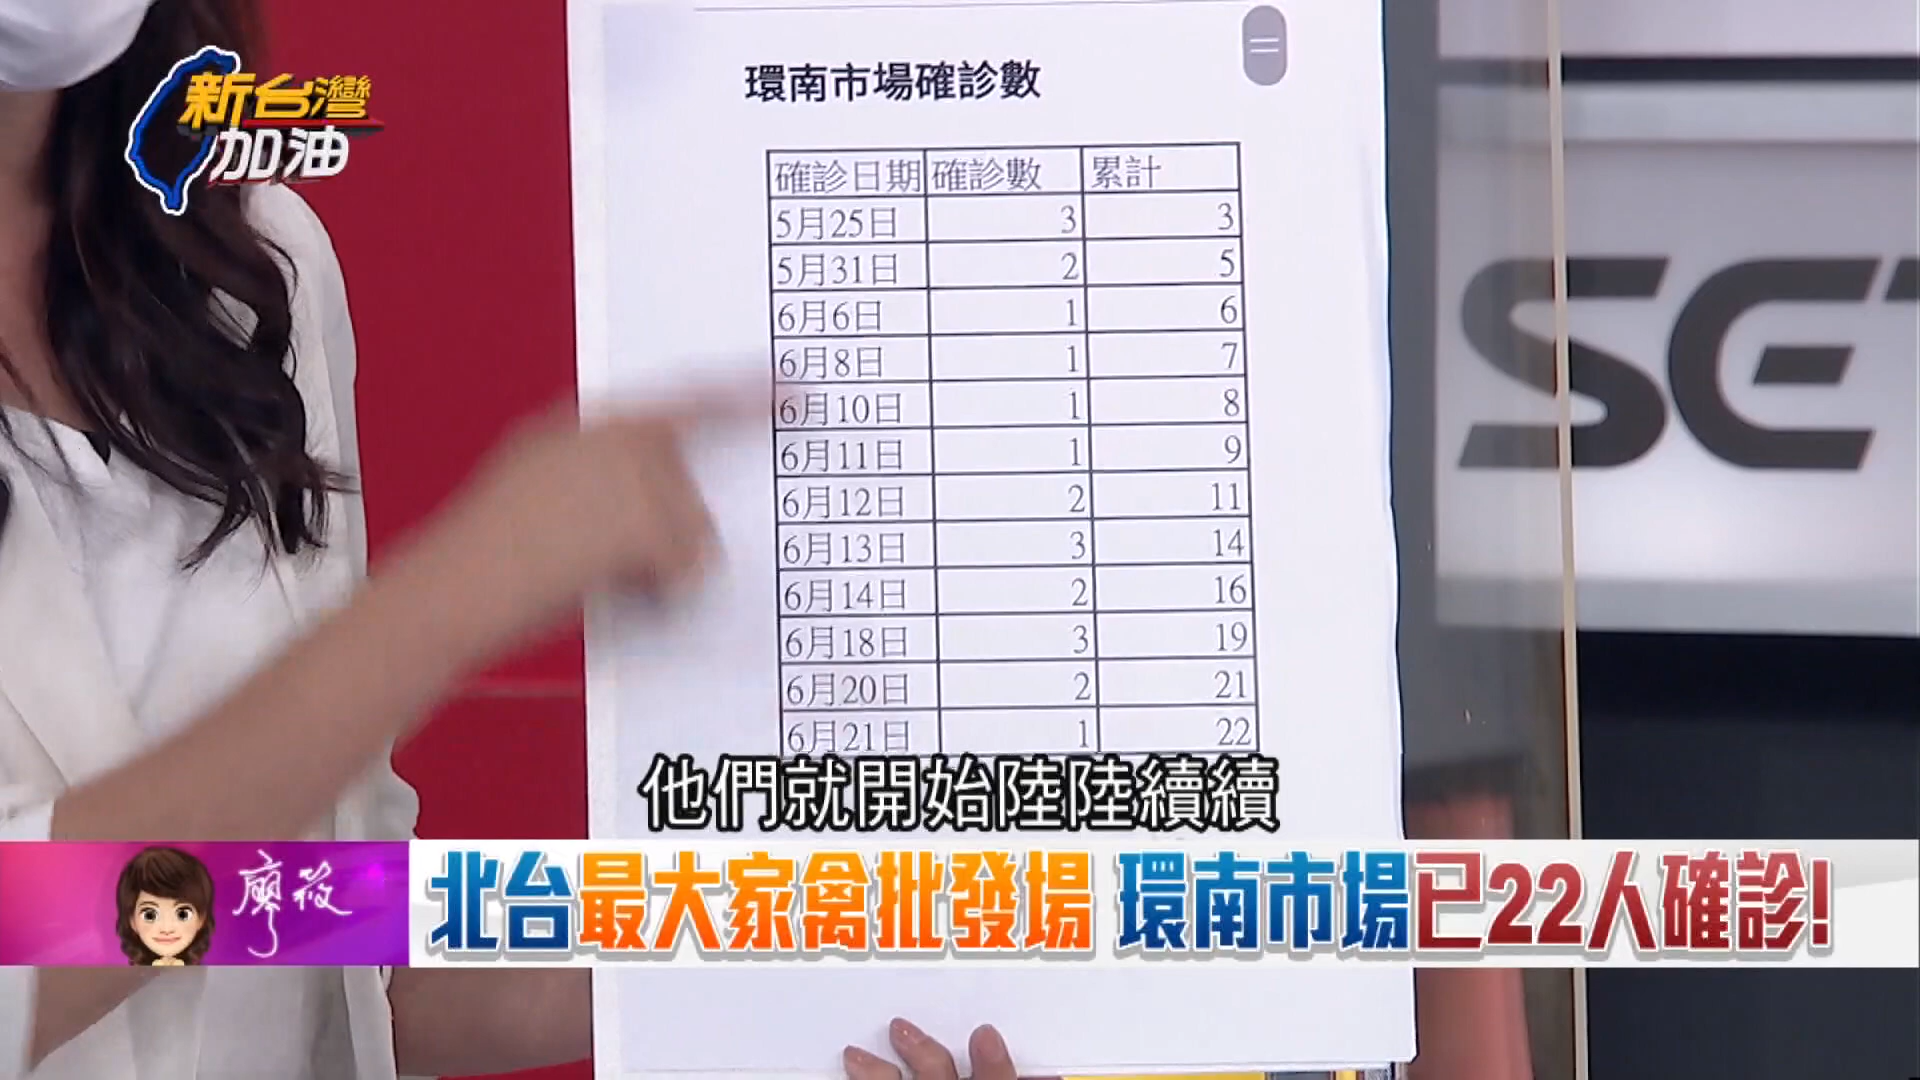 新台灣
加油
環南市場確診數
確診日期 確診數 累計
5月25日 3 3
5月31日 2 5
6月6日 1 6
6月8日 1 7
6月10日 1 8
6月11日 1 9
6月12日 2 11
6月13日 3 14
6月14日 2 16
6月18日 3 19
6月20日 2 21
6月21日 1 22
SET
他們就開始陸陸續續
廖筱
北台最大家禽批發場 環南市場已22人確診!